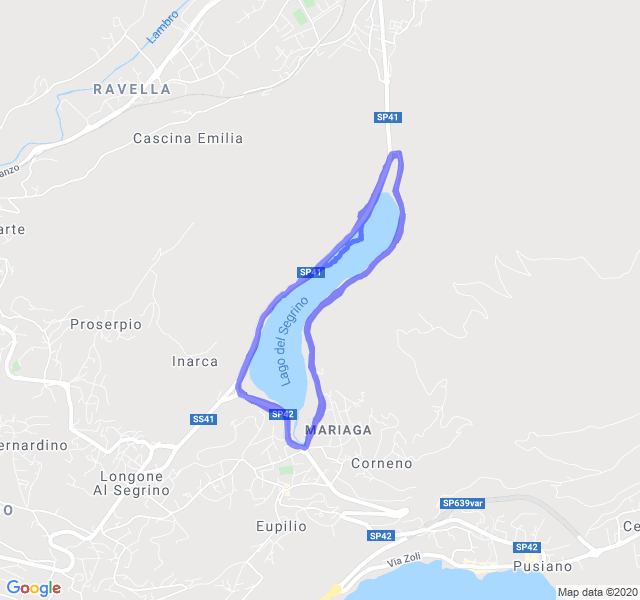 Lambro
RAVELLA
SP41
Cascina Emilia
anzo
arte
SP41
Lago del Segrino
Proserpio
Inarca
SP42
SS41
MARIAGA
ernardino
Corneno
Longone
Al Segrino
SP639var
O
Eupilio
SP42
SP42
Ce
Via Zoli
Pusiano
Google
Map data ©2020